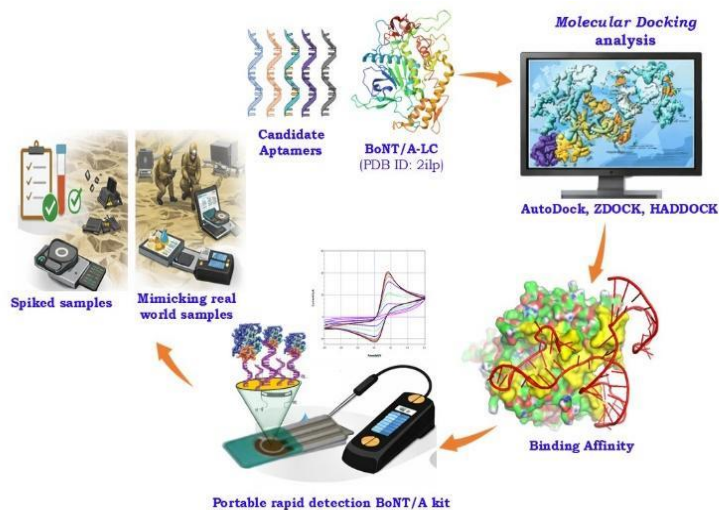 Molecular Docking
analysis
Candidate
Aptamers
BoNT/A-LC
(PDB ID: 2ilp)
AutoDock, ZDOCK, HADDOCK
Spiked samples
Mimicking real
world samples
Binding Affinity
Portable rapid detection BoNT/A kit